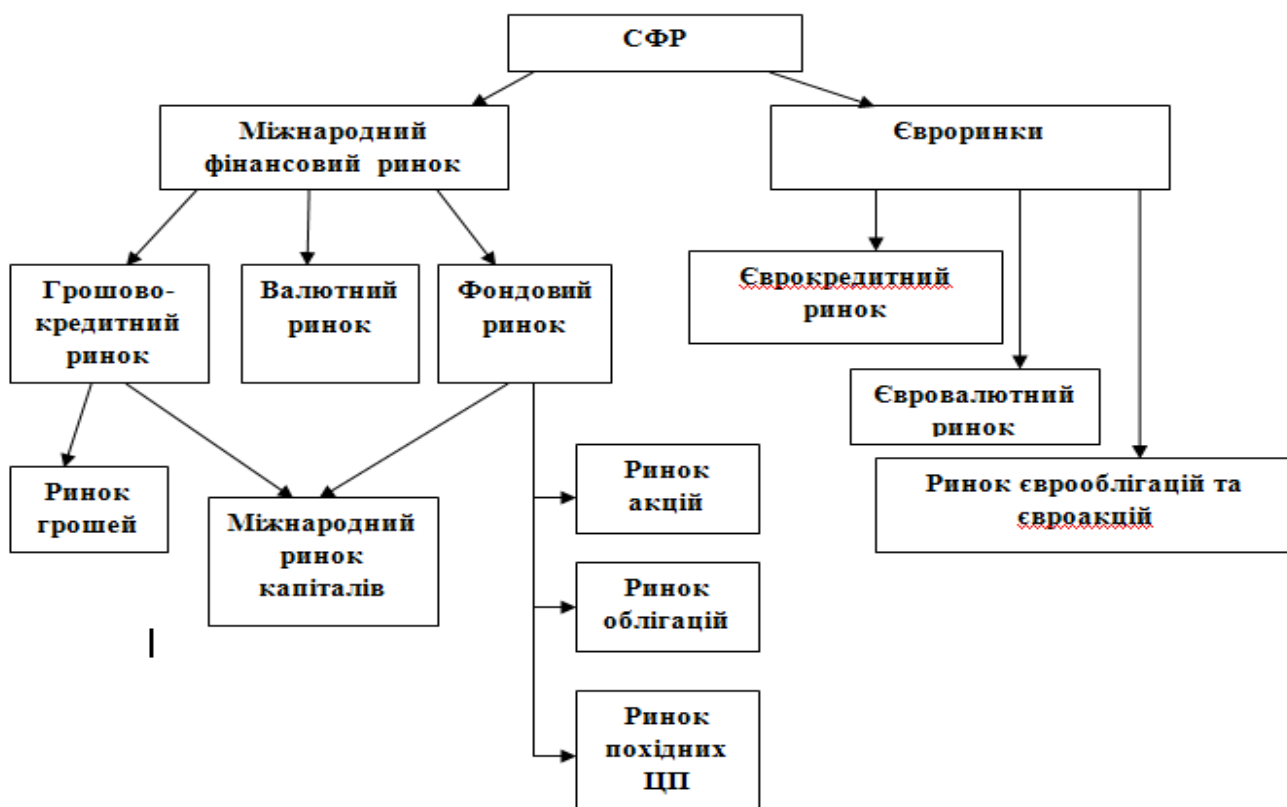 СФР
Міжнародний
фінансовий ринок
Євроринки
Грошово-
кредитний
ринок
Валютний
ринок
Фондовий
ринок
Єврокредитний
ринок
Євровалютний
ринок
Ринок єврооблігацій та
євроакцій
Ринок
грошей
Міжнародний
ринок
капіталів
Ринок
акцій
Ринок
облігацій
Ринок
похідних
ЦП